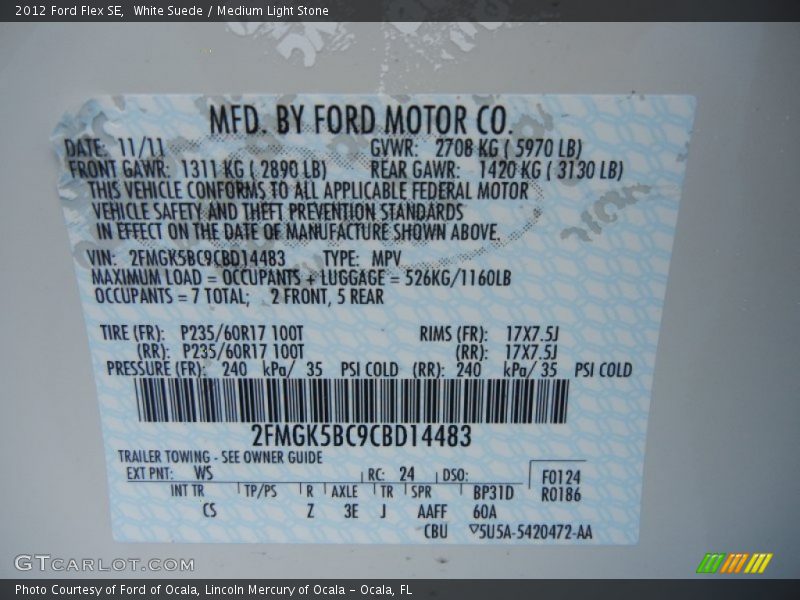 2012 Ford Flex SE,  White Suede / Medium Light Stone
MFD. BY FORD MOTOR CO.
DATE: 11/11 GVWR: 2708 KG ( 5970 LB)
FRONT GAWR: 1311 KG ( 2890 LB) REAR GAWR: 1420 KG ( 3130 LB)
THIS VEHICLE CONFORMS TO ALL APPLICABLE FEDERAL MOTOR
VEHICLE SAFETY AND THEFT PREVENTION STANDARDS
IN EFFECT ON THE DATE OF MANUFACTURE SHOWN ABOVE.
VIN: 2FMGK5BC9CBD14483 TYPE: MPV
MAXIMUM LOAD = OCCUPANTS + LUGGAGE = 526KG/1160LB
OCCUPANTS = 7 TOTAL; 2 FRONT, 5 REAR
TIRE (FR): P235/60R17 100T RIMS (FR): 17X7.5J
(RR): P235/60R17 100T (RR): 17X7.5J
PRESSURE (FR): 240 kPa/ 35 PSI COLD (RR): 240 kPa/ 35 PSI COLD
2FMGK5BC9CBD14483
TRAILER TOWING - SEE OWNER GUIDE
EXT PNT: WS RC: 24 DSO: F0124
INT TR TP/PS R AXLE TR SPR BP31D R0186
CS Z 3E J AAFF 60A
CBU ▽5U5A-5420472-AA
GTCARLOT.COM
Photo Courtesy of Ford of Ocala, Lincoln Mercury of Ocala – Ocala, FL